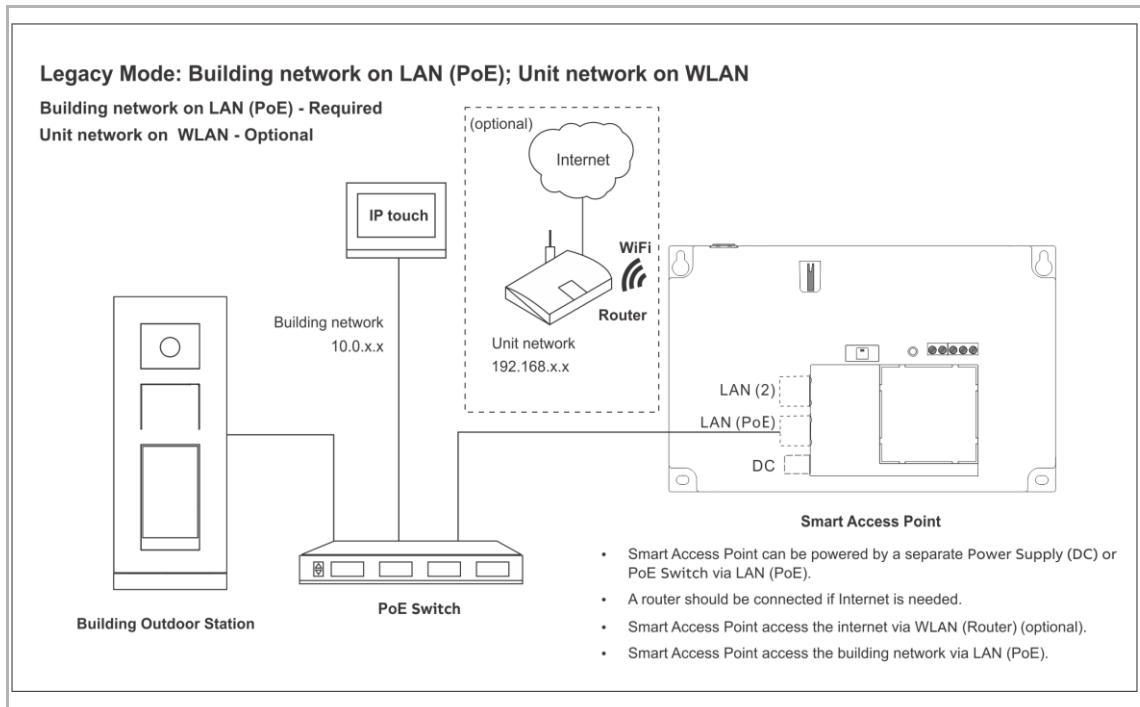 Legacy Mode: Building network on LAN (PoE); Unit network on WLAN
Building network on LAN (PoE) - Required
Unit network on WLAN - Optional
(optional)
Internet
IP touch
WiFi
Router
Building network
10.0.x.x
Unit network
192.168.x.x
LAN (2)
LAN (PoE)
DC
Smart Access Point
PoE Switch
Building Outdoor Station
• Smart Access Point can be powered by a separate Power Supply (DC) or
PoE Switch via LAN (PoE).
• A router should be connected if Internet is needed.
• Smart Access Point access the internet via WLAN (Router) (optional).
• Smart Access Point access the building network via LAN (PoE).